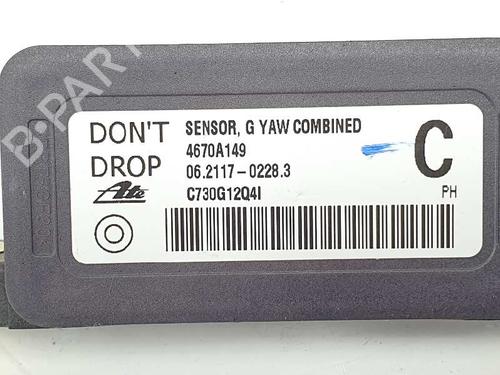 DON'T
DROP
Ate
SENSOR, G YAW COMBINED
4670A149
06.2117-0228.3
C730G12Q4I
C
PH
B-PARTS